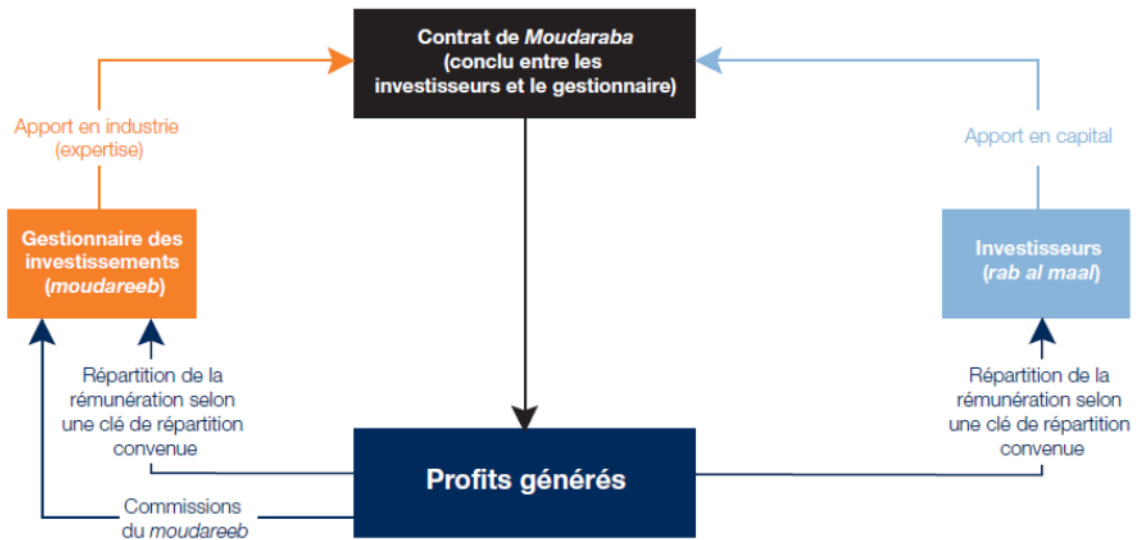 Contrat de Moudaraba
(conclu entre les
investisseurs et le gestionnaire)
Apport en industrie
(expertise)
Apport en capital
Gestionnaire des
investissements
(moudareeb)
Investisseurs
(rab al maal)
Répartition de la
rémunération selon
une clé de répartition
convenue
Répartition de la
rémunération selon
une clé de répartition
convenue
Profits générés
Commissions
du moudareeb